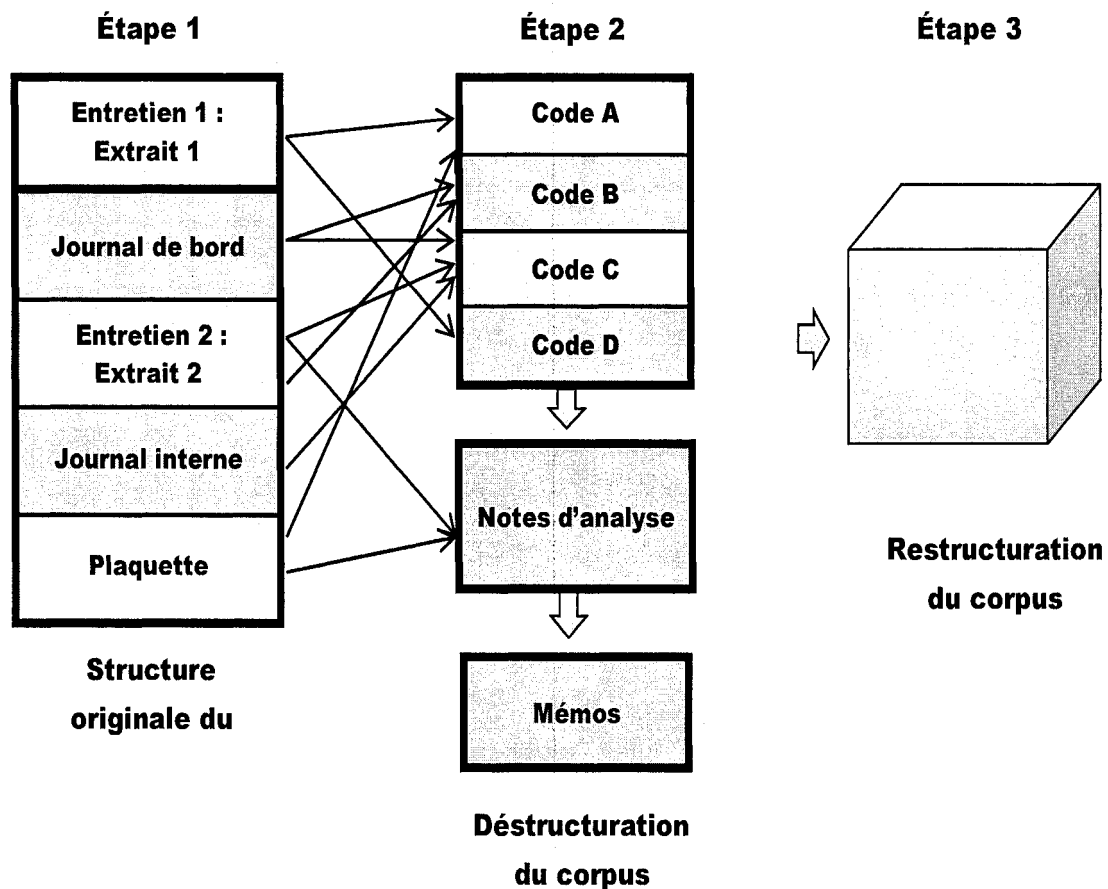 Étape 1
Étape 2
Étape 3
Entretien 1 :
Extrait 1
Journal de bord
Entretien 2 :
Extrait 2
Journal interne
Plaquette
Structure
originale du
Code A
Code B
Code C
Code D
Notes d'analyse
Mémos
Déstructuration
du corpus
Restructuration
du corpus